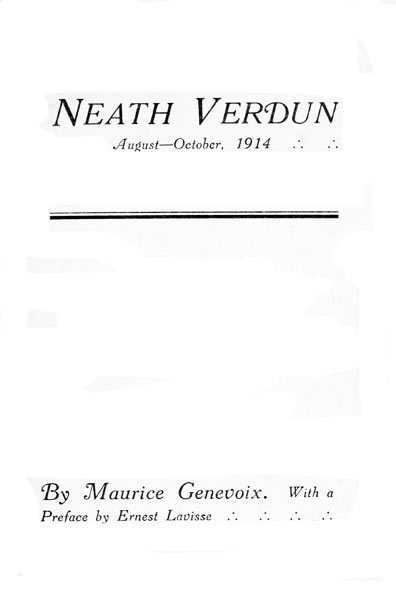 NEATH VERDUN
August—October, 1914 ∴ ∴
By Maurice Genevoix. With a
Preface by Ernest Lavisse ∴ ∴ ∴ ∴